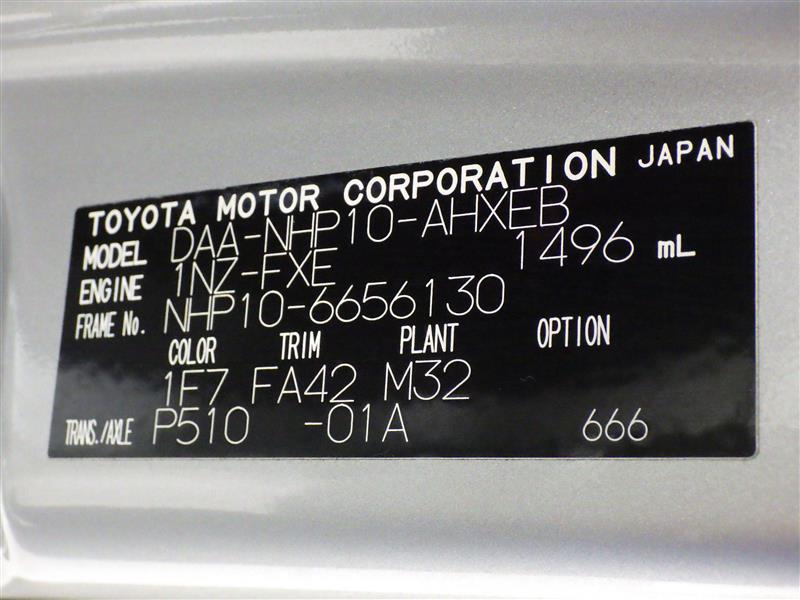 TOYOTA MOTOR CORPORATION JAPAN
MODEL DAA-NHP10-AHXEB
ENGINE 1NZ-FXE 1496 mL
FRAME No. NHP10-6656130
COLOR TRIM PLANT OPTION
1F7 FA42 M32
TRANS./AXLE P510 -01A 666